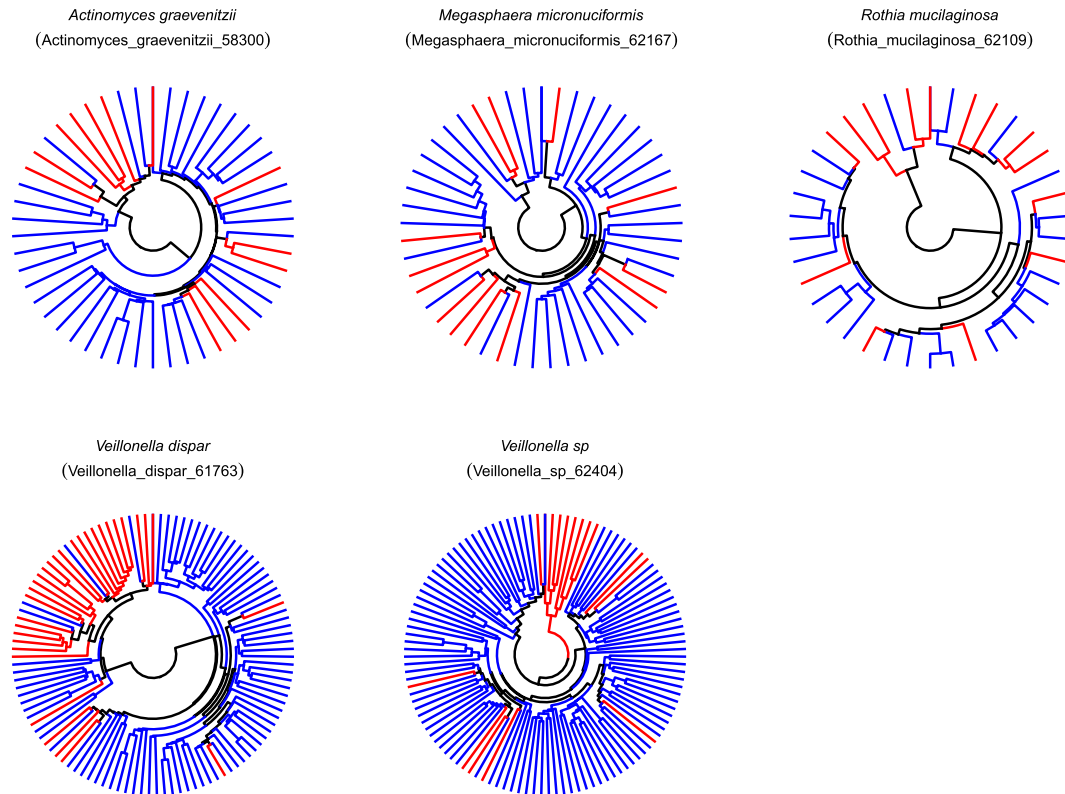 Actinomyces graevenitzii
(Actinomyces_graevenitzii_58300)
Megasphaera micronuciformis
(Megasphaera_micronuciformis_62167)
Rothia mucilaginosa
(Rothia_mucilaginosa_62109)
Veillonella dispar
(Veillonella_dispar_61763)
Veillonella sp
(Veillonella_sp_62404)